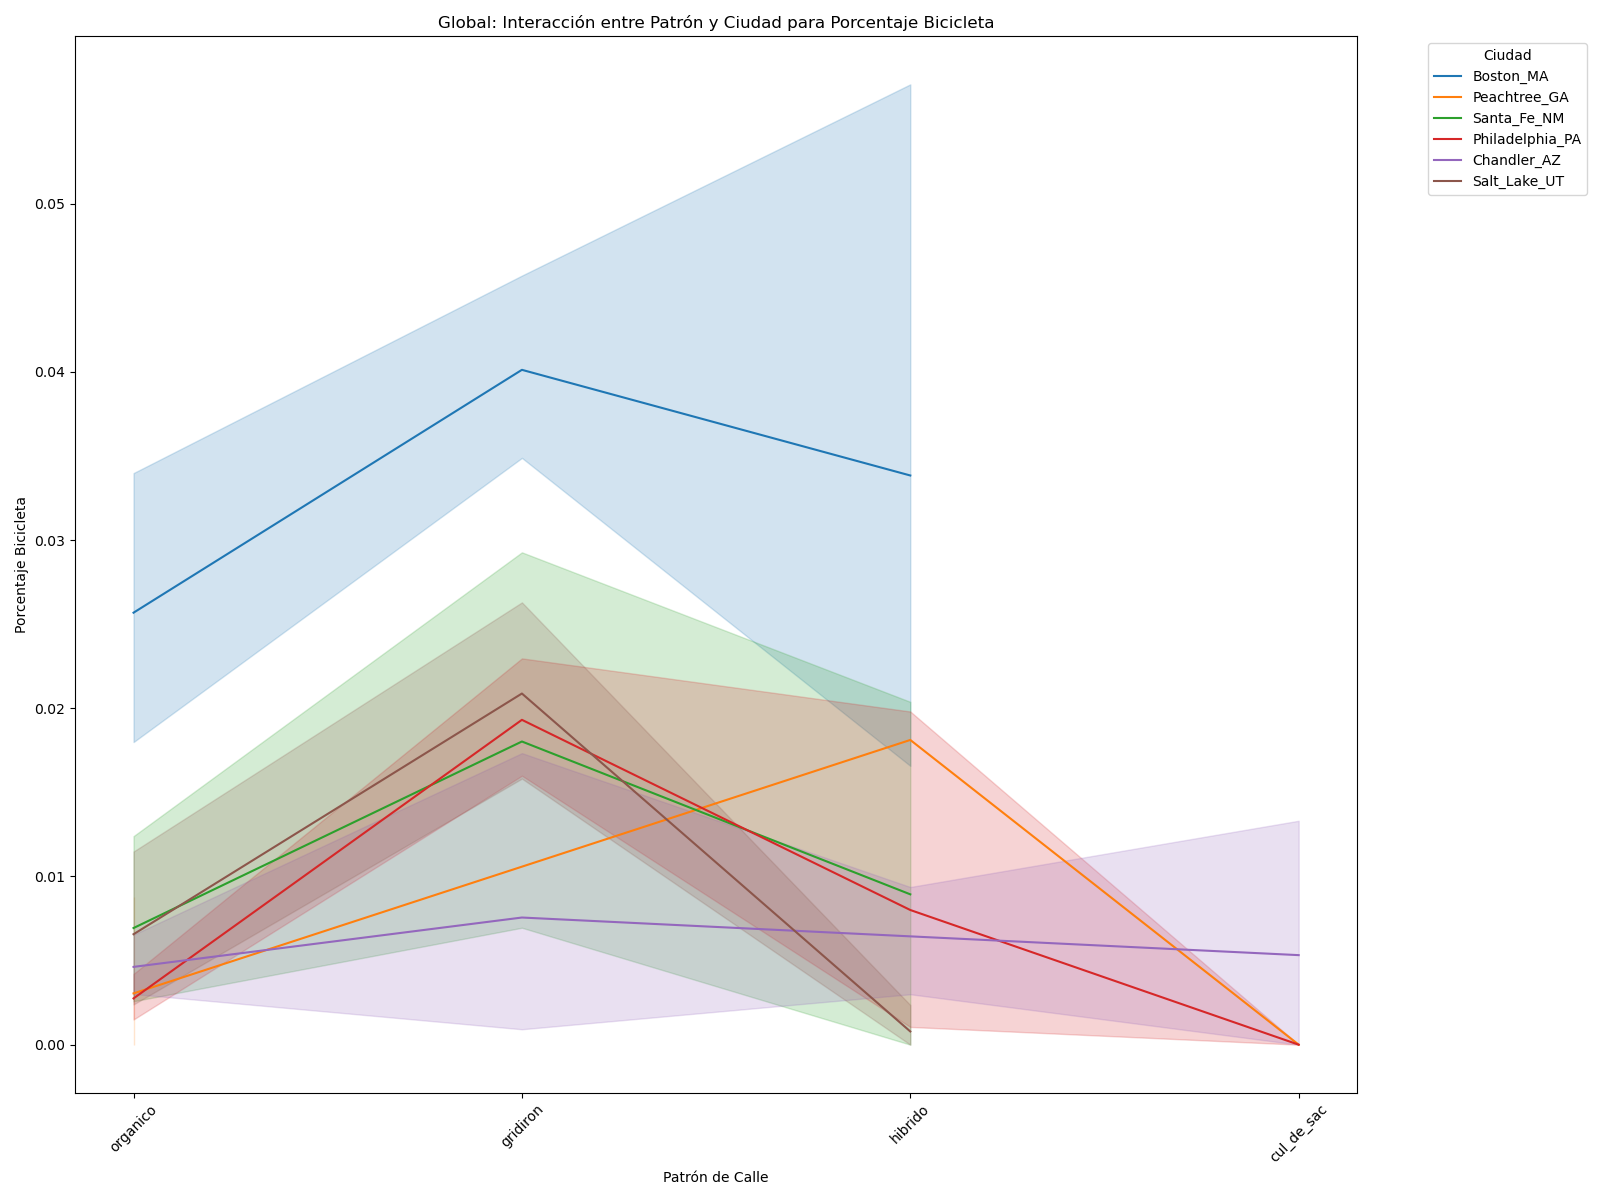 Global: Interacción entre Patrón y Ciudad para Porcentaje Bicicleta
Ciudad
Boston_MA
Peachtree_GA
Santa_Fe_NM
Philadelphia_PA
Chandler_AZ
Salt_Lake_UT
Porcentaje Bicicleta
0.05
0.04
0.03
0.02
0.01
0.00
organico
gridiron
hibrido
cul_de_sac
Patrón de Calle